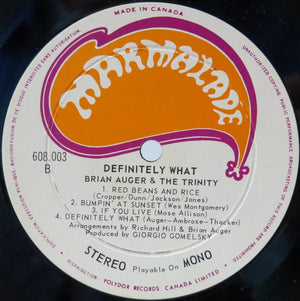 MADE IN CANADA
MARMALADE
608.003
B
DEFINITELY WHAT
BRIAN AUGER & THE TRINITY
1. RED BEANS AND RICE
(Cropper/Dunn/Jackson/Jones)
2. BUMPIN' AT SUNSET (Wes Montgomery)
3. IF YOU LIVE (Mose Allison)
4. DEFINITELY WHAT (Auger-Ambrose-Thacker)
Arrangements by Richard Hill & Brian Auger
Produced by GIORGIO GOMELSKY
STEREO Playable On MONO
DISTRIBUTION: POLYDOR RECORDS CANADA LIMITED